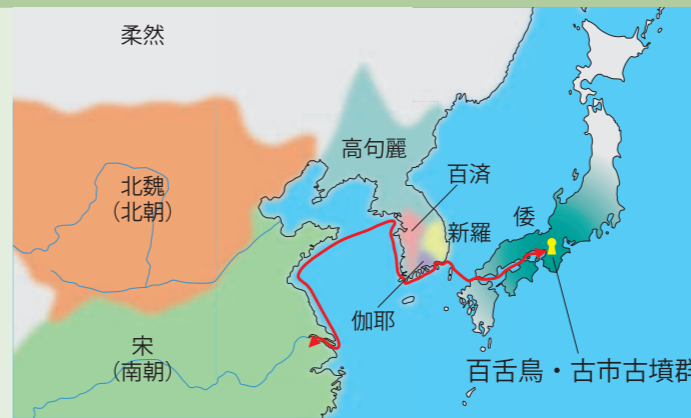 柔然
高句麗
百済
北魏
（北朝）
倭
新羅
伽耶
宋
（南朝）
百舌鳥・古市古墳群